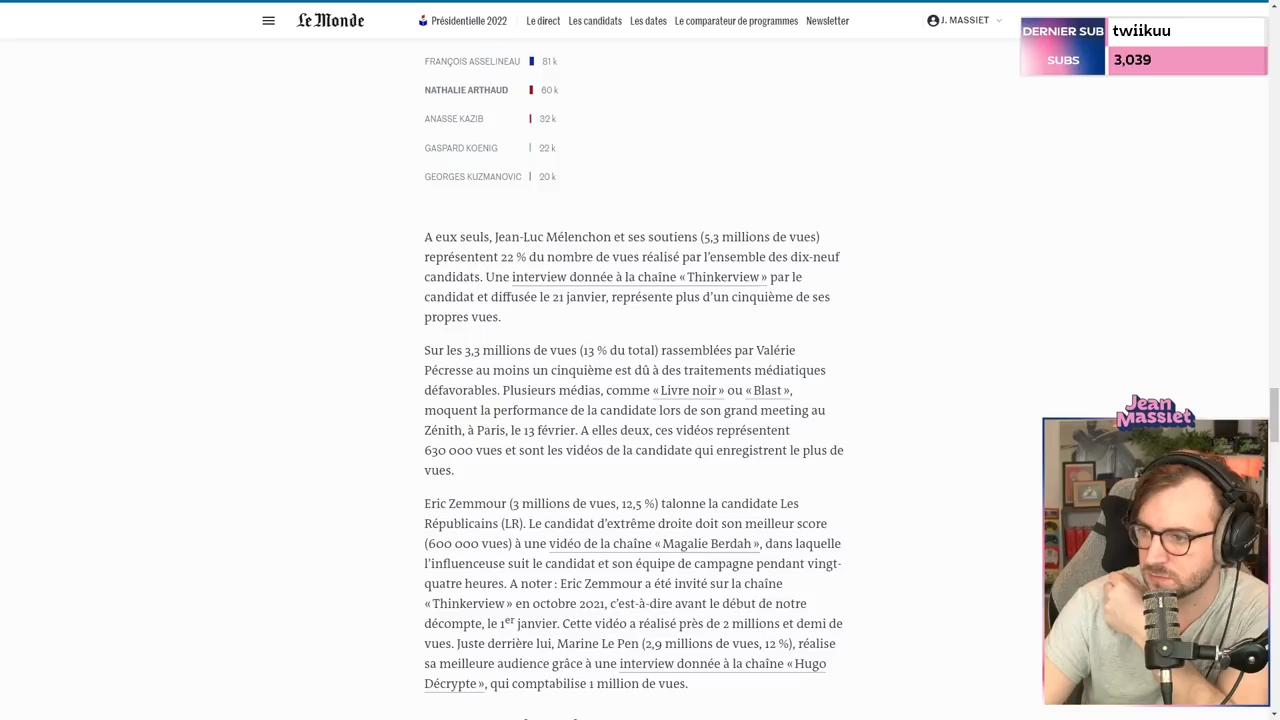 Le Monde
Présidentielle 2022
Le direct
Les candidats
Les dates
Le comparateur de programmes
Newsletter
J. MASSIET
DERNIER SUB
twiikuu
SUBS
3,039
FRANÇOIS ASSELINEAU 81 k
NATHALIE ARTHAUD 60 k
ANASSE KAZIB 32 k
GASPARD KOENIG 22 k
GEORGES KUZMANOVIC 20 k
A eux seuls, Jean-Luc Mélenchon et ses soutiens (5,3 millions de vues)
représentent 22 % du nombre de vues réalisé par l’ensemble des dix-neuf
candidats. Une interview donnée à la chaîne « Thinkerview » par le
candidat et diffusée le 21 janvier, représente plus d’un cinquième de ses
propres vues.
Sur les 3,3 millions de vues (13 % du total) rassemblées par Valérie
Pécresse au moins un cinquième est dû à des traitements médiatiques
défavorables. Plusieurs médias, comme « Livre noir » ou « Blast »,
moquent la performance de la candidate lors de son grand meeting au
Zénith, à Paris, le 13 février. A elles deux, ces vidéos représentent
630 000 vues et sont les vidéos de la candidate qui enregistrent le plus de
vues.
Eric Zemmour (3 millions de vues, 12,5 %) talonne la candidate Les
Républicains (LR). Le candidat d’extrême droite doit son meilleur score
(600 000 vues) à une vidéo de la chaîne « Magalie Berdah », dans laquelle
l’influenceuse suit le candidat et son équipe de campagne pendant vingt-
quatre heures. A noter : Eric Zemmour a été invité sur la chaîne
« Thinkerview » en octobre 2021, c’est-à-dire avant le début de notre
décompte, le 1er janvier. Cette vidéo a réalisé près de 2 millions et demi de
vues. Juste derrière lui, Marine Le Pen (2,9 millions de vues, 12 %), réalise
sa meilleure audience grâce à une interview donnée à la chaîne « Hugo
Décrypte », qui comptabilise 1 million de vues.
Jean
Massiet